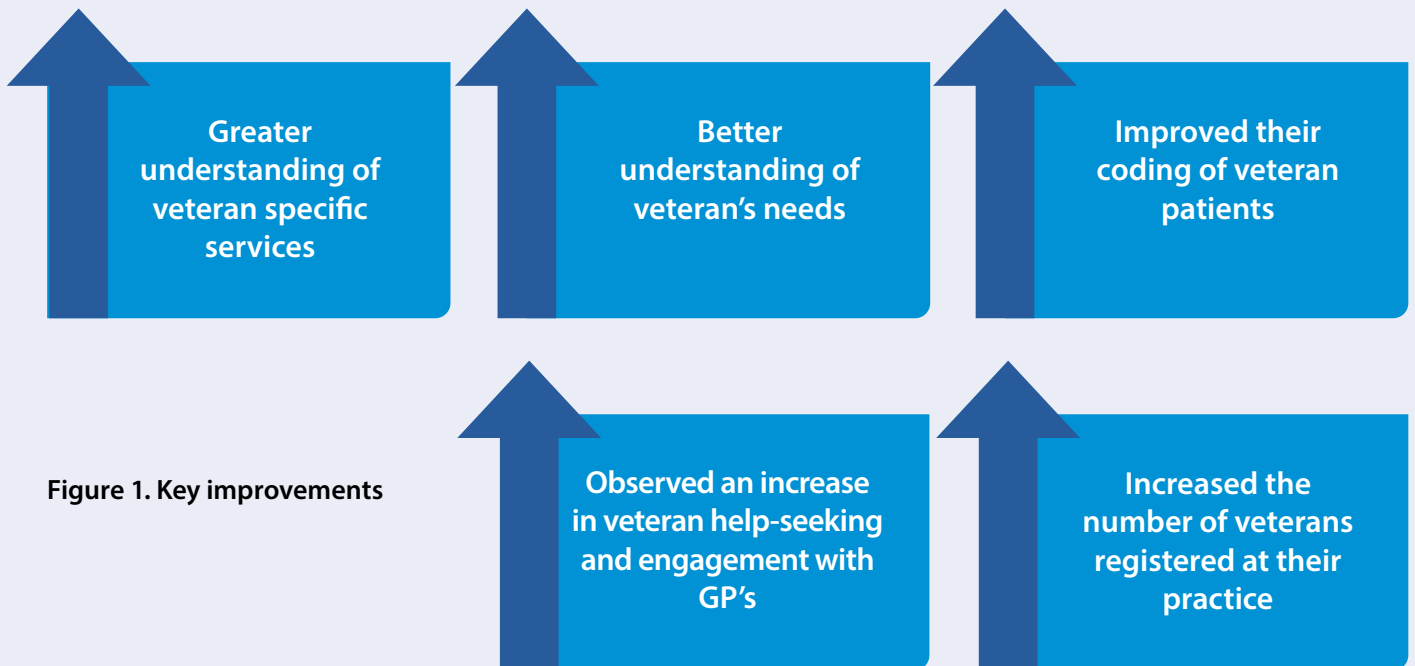 Greater
understanding of
veteran specific
services
Better
understanding of
veteran’s needs
Improved their
coding of veteran
patients
Figure 1. Key improvements
Observed an increase
in veteran help-seeking
and engagement with
GP’s
Increased the
number of veterans
registered at their
practice